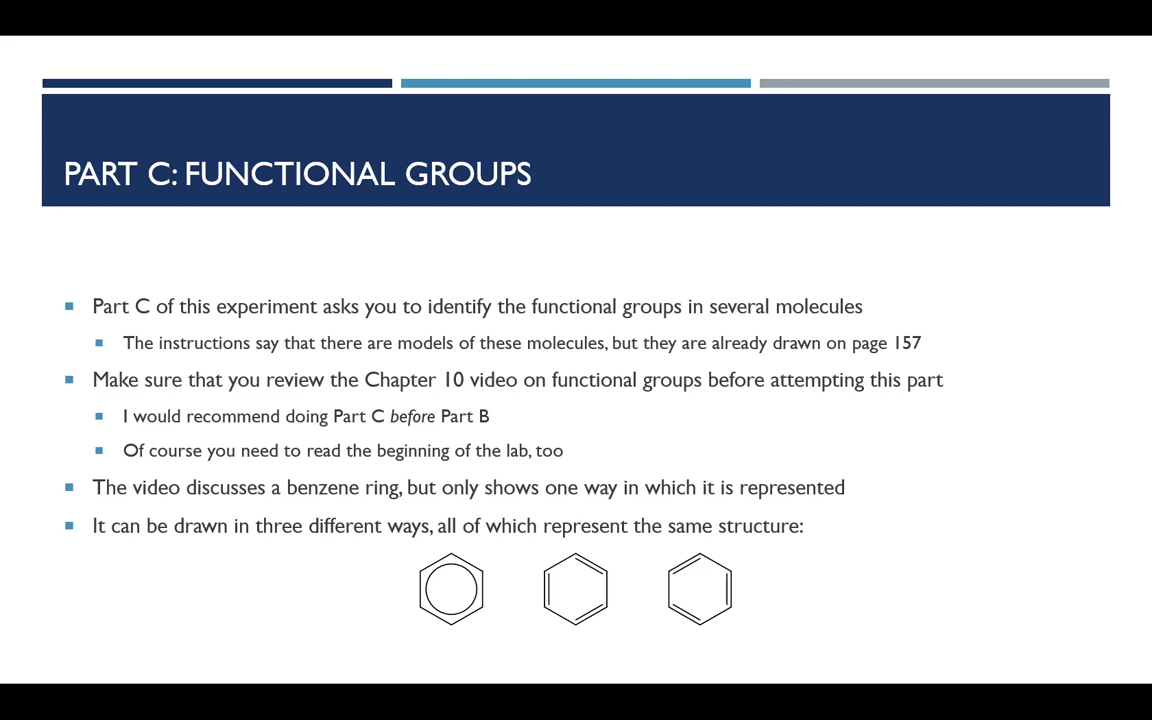 PART C: FUNCTIONAL GROUPS
Part C of this experiment asks you to identify the functional groups in several molecules
The instructions say that there are models of these molecules, but they are already drawn on page 157
Make sure that you review the Chapter 10 video on functional groups before attempting this part
I would recommend doing Part C before Part B
Of course you need to read the beginning of the lab, too
The video discusses a benzene ring, but only shows one way in which it is represented
It can be drawn in three different ways, all of which represent the same structure: